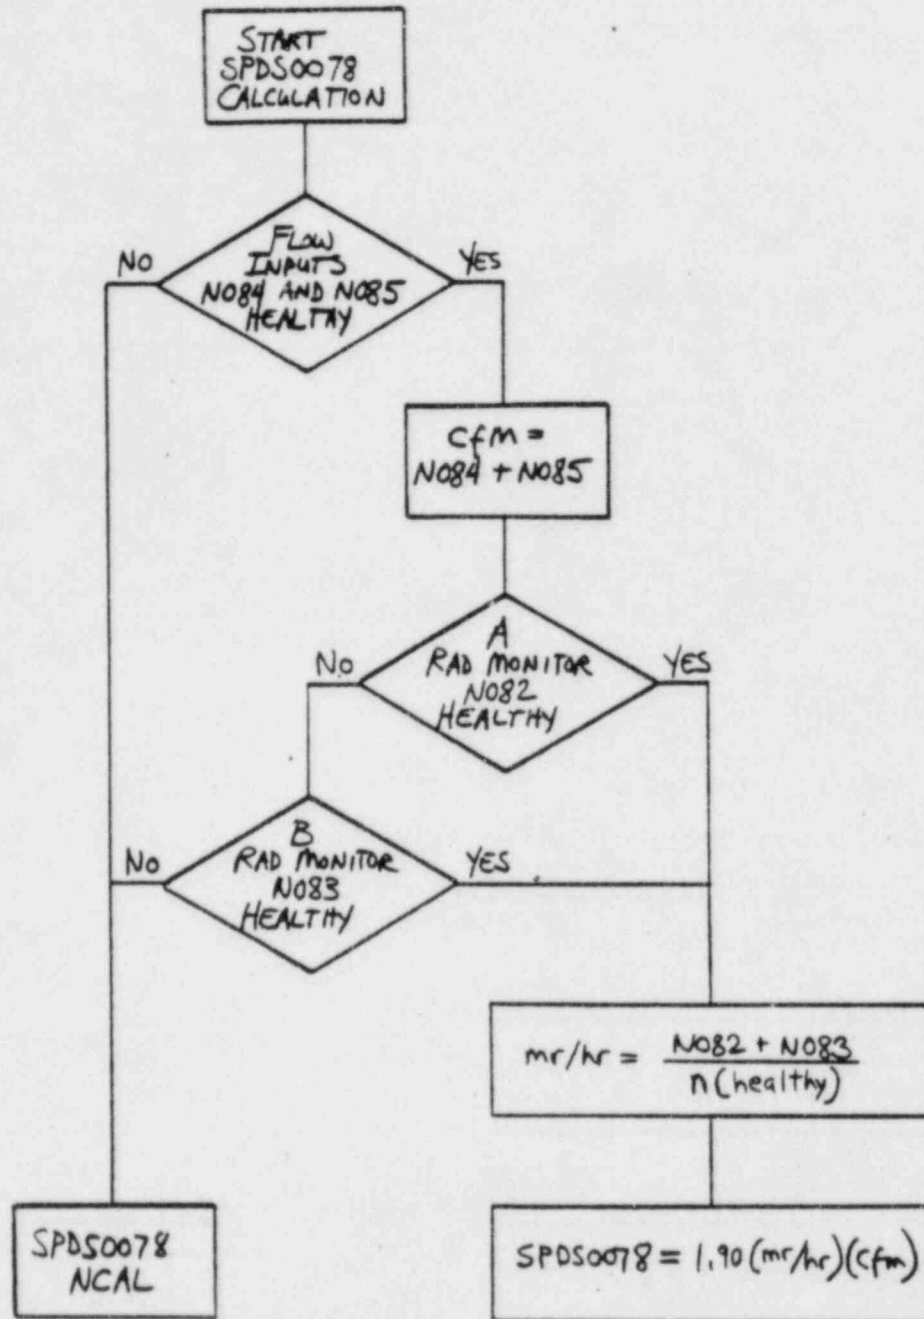 START
SPDS0078
CALCULATION
FLOW
INPUTS
N084 AND N085
HEALTHY
NO
YES
cfm =
N084 + N085
A
RAD MONITOR
N082
HEALTHY
NO
YES
B
RAD MONITOR
N083
HEALTHY
NO
YES
mr/hr = N082 + N083
n(healthy)
SPDS0078
NCAL
SPDS0078 = 1.90 (mr/hr)(cfm)